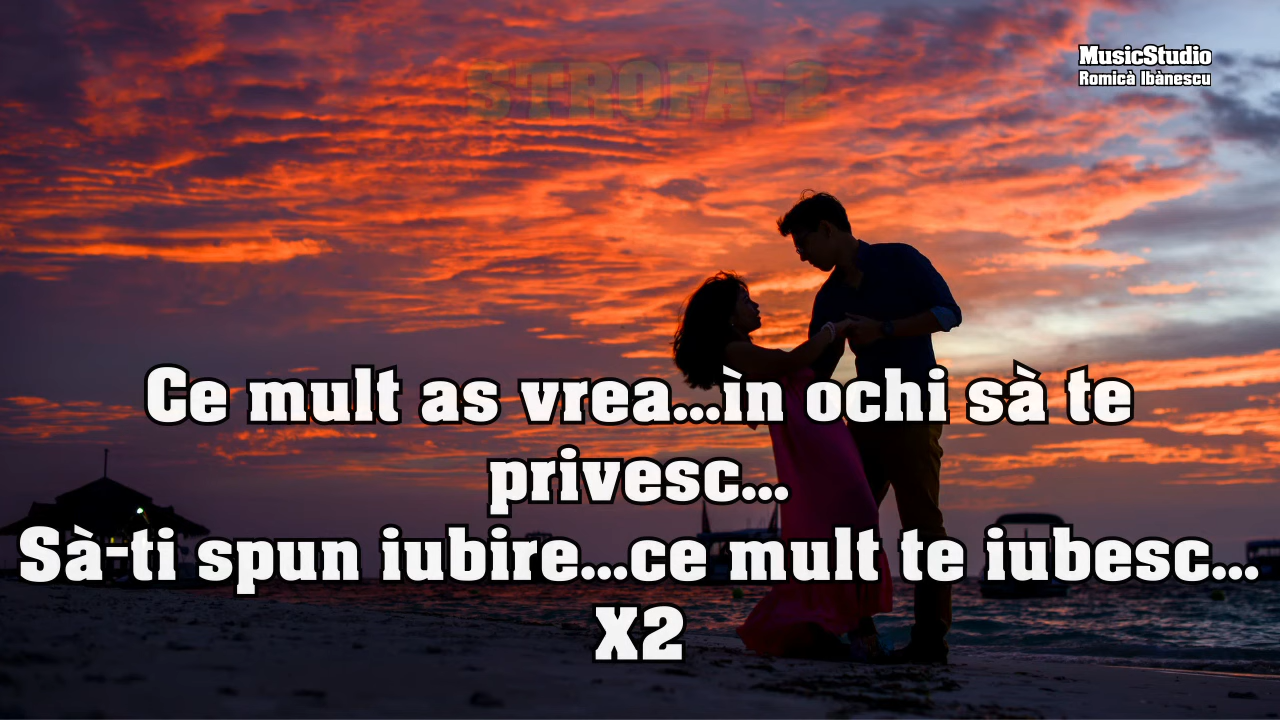 STROFA-2
MusicStudio
Romicà Ibànescu
Ce mult as vrea...ìn ochi sà te
privesc...
Sà-ti spun iubire...ce mult te iubesc...
X2